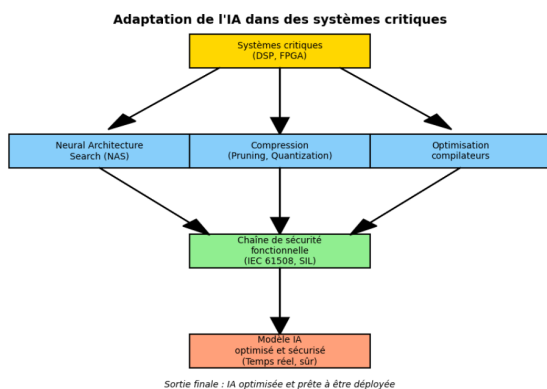 Adaptation de l'IA dans des systèmes critiques
Systèmes critiques
(DSP, FPGA)
Neural Architecture
Search (NAS)
Compression
(Pruning, Quantization)
Optimisation
compilateurs
Chaîne de sécurité
fonctionnelle
(IEC 61508, SIL)
Modèle IA
optimisé et sécurisé
(Temps réel, sûr)
Sortie finale : IA optimisée et prête à être déployée